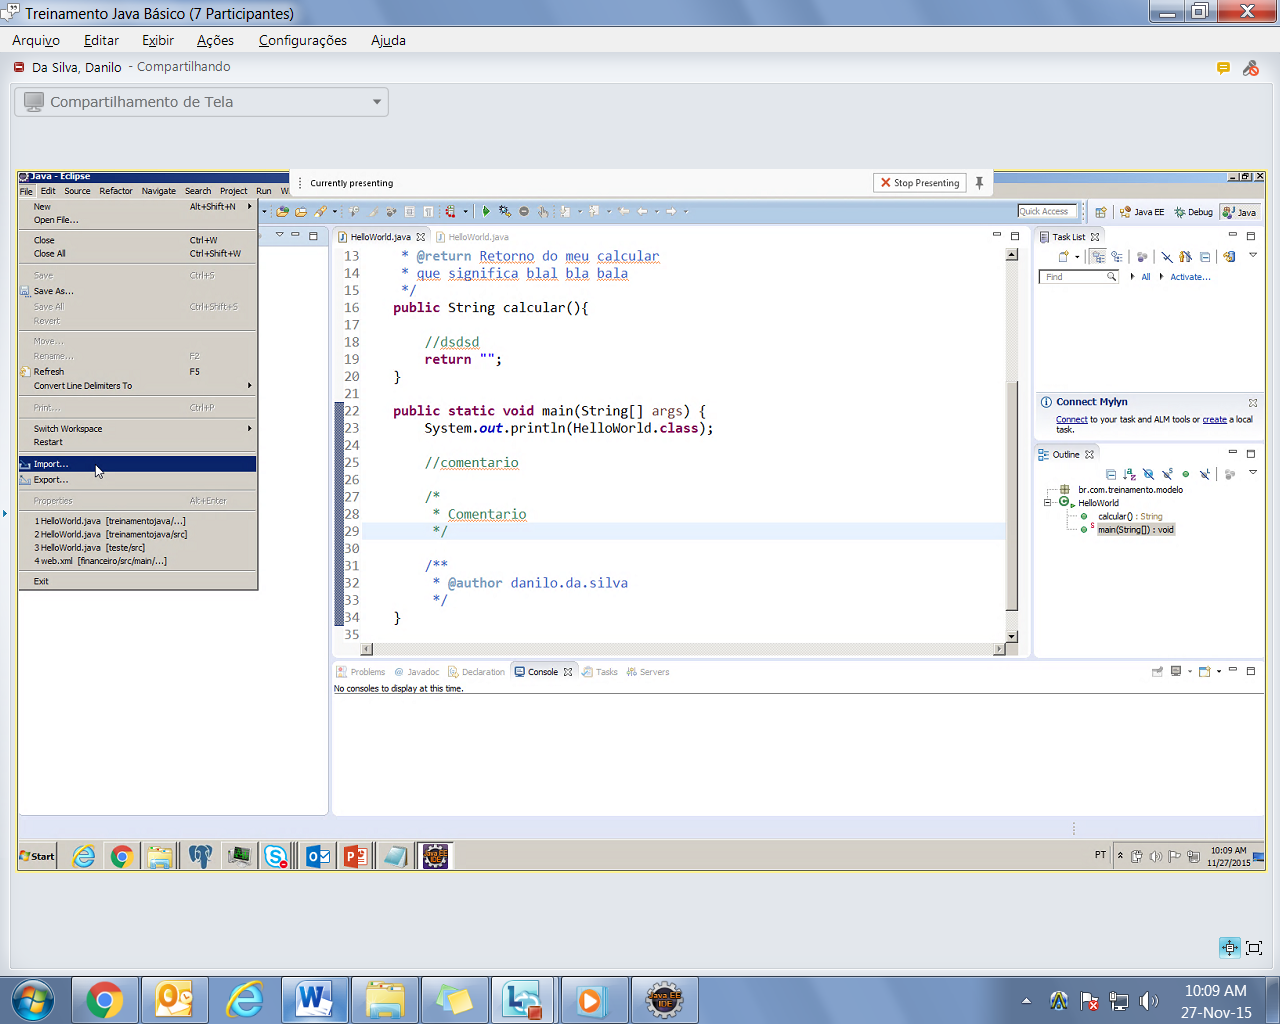 Treinamento Java Básico (7 Participantes)
Arquivo Editar Exibir Ações Configurações Ajuda
Da Silva, Danilo - Compartilhando
Compartilhamento de Tela
Java - Eclipse
Currently presenting
Stop Presenting
File Edit Source Refactor Navigate Search Project Run W
New Alt+Shift+N
Open File...
Close Ctrl+W
Close All Ctrl+Shift+W
Save Ctrl+S
Save As...
Save All Ctrl+Shift+S
Revert
Move...
Rename... F2
Refresh F5
Convert Line Delimiters To
Print... Ctrl+P
Switch Workspace
Restart
Import...
Export...
Properties Alt+Enter
1 HelloWorld.java [treinamentojava/...]
2 HelloWorld.java [treinamentojava/src]
3 HelloWorld.java [teste/src]
4 web.xml [financeiro/src/main/...]
Exit
Quick Access
Java EE Debug Java
HelloWorld.java HelloWorld.java
13 * @return Retorno do meu calcular
14 * que significa blal bla bala
15 */
16 public String calcular(){
17
18 //dsdsd
19 return "";
20 }
21
22 public static void main(String[] args) {
23 System.out.println(HelloWorld.class);
24
25 //comentario
26
27 /*
28 * Comentario
29 */
30
31 /**
32 * @author danilo.da.silva
33 */
34 }
35
Task List
Find All Activate...
Connect Mylyn
Connect to your task and ALM tools or create a local
task.
Outline
br.com.treinamento.modelo
HelloWorld
calcular() : String
main(String[]) : void
Problems @ Javadoc Declaration Console Tasks Servers
No consoles to display at this time.
Start
PT
10:09 AM
11/27/2015
10:09 AM
27-Nov-15